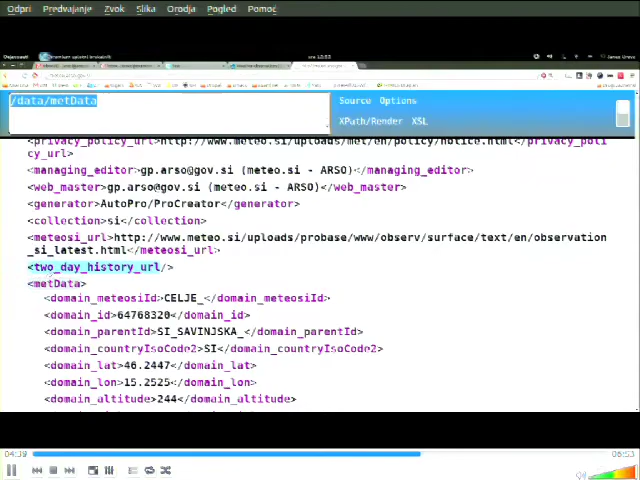 Odpri Predvajanje Zvok Slika Orodja Pogled Pomoč
/data/metData
Source Options
XPath/Render XSL
<privacy_policy_url>http://www.meteo.si/uploads/met/en/policy/notice.html</privacy_poli
cy_url>
<managing_editor>gp.arso@gov.si (meteo.si - ARSO)</managing_editor>
<web_master>gp.arso@gov.si (meteo.si - ARSO)</web_master>
<generator>AutoPro/ProCreator</generator>
<collection>si</collection>
<meteosi_url>http://www.meteo.si/uploads/probase/www/observ/surface/text/en/observation
_si_latest.html</meteosi_url>
<two_day_history_url/>
<metData>
<domain_meteosiId>CELJE_</domain_meteosiId>
<domain_id>64768320</domain_id>
<domain_parentId>SI_SAVINJSKA_</domain_parentId>
<domain_countryIsoCode2>SI</domain_countryIsoCode2>
<domain_lat>46.2447</domain_lat>
<domain_lon>15.2525</domain_lon>
<domain_altitude>244</domain_altitude>
04:39 06:53